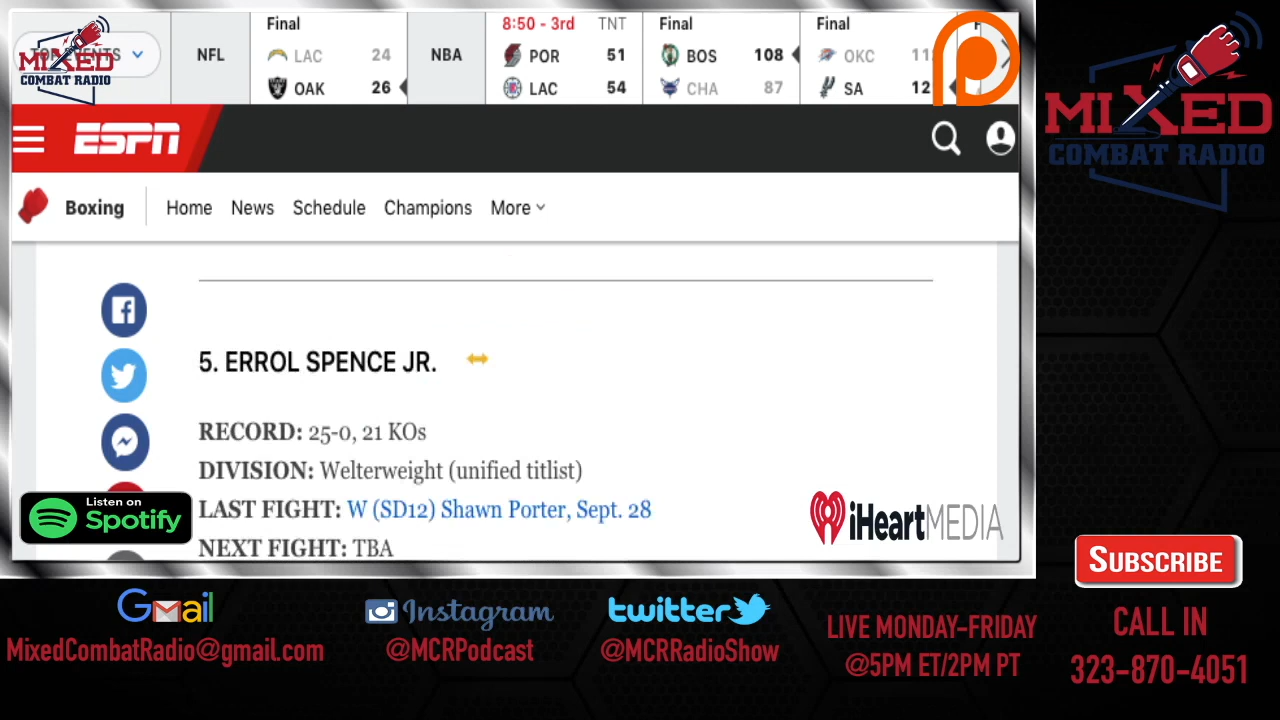 Final
8:50 - 3rd TNT
Final
Final
NFL
LAC 24
OAK 26
NBA
POR 51
LAC 54
BOS 108
CHA 87
OKC
SA
MIXED
COMBAT RADIO
MIXED
COMBAT RADIO
ESPN
Boxing
Home News Schedule Champions More
5. ERROL SPENCE JR.
RECORD: 25-0, 21 KOs
DIVISION: Welterweight (unified titlist)
LAST FIGHT: W (SD12) Shawn Porter, Sept. 28
NEXT FIGHT: TBA
Listen on
Spotify
iHeartMEDIA
SUBSCRIBE
Gmail
MixedCombatRadio@gmail.com
Instagram
@MCRPodcast
twitter
@MCRRadioShow
LIVE MONDAY-FRIDAY
@5PM ET/2PM PT
CALL IN
323-870-4051